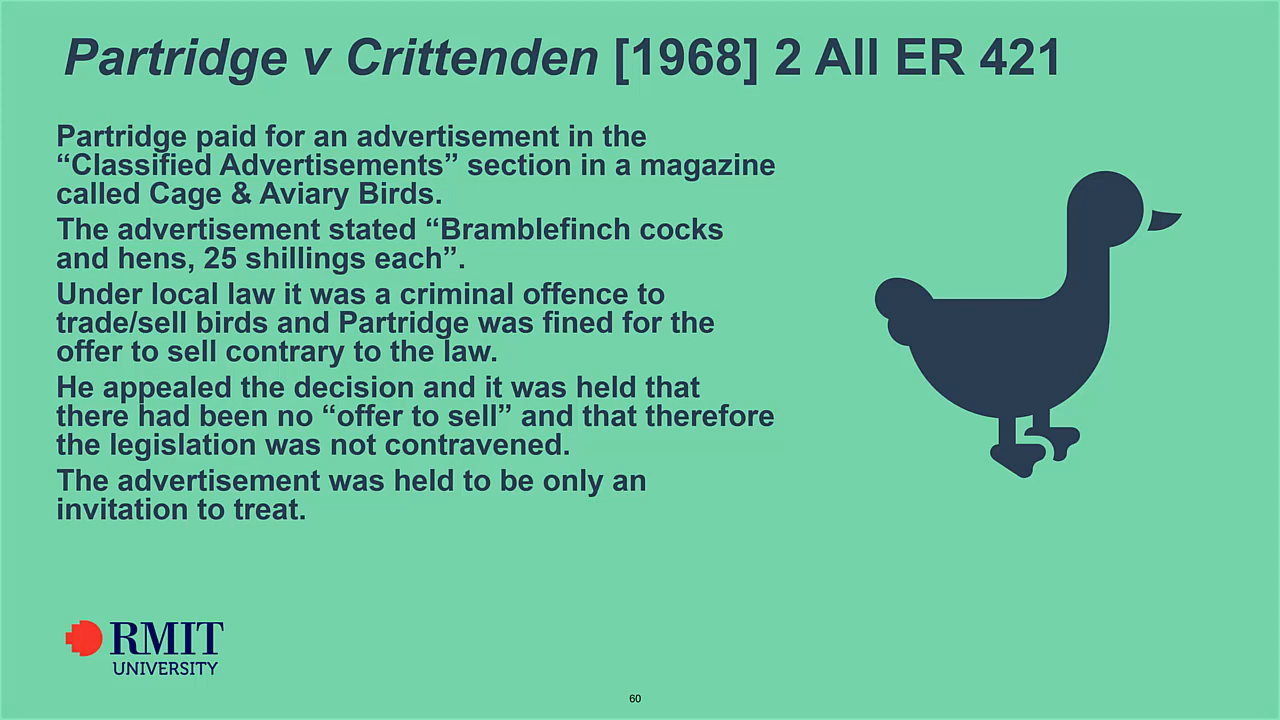 Partridge v Crittenden [1968] 2 All ER 421
Partridge paid for an advertisement in the
“Classified Advertisements” section in a magazine
called Cage & Aviary Birds.
The advertisement stated “Bramblefinch cocks
and hens, 25 shillings each”.
Under local law it was a criminal offence to
trade/sell birds and Partridge was fined for the
offer to sell contrary to the law.
He appealed the decision and it was held that
there had been no “offer to sell” and that therefore
the legislation was not contravened.
The advertisement was held to be only an
invitation to treat.
RMIT
UNIVERSITY
60